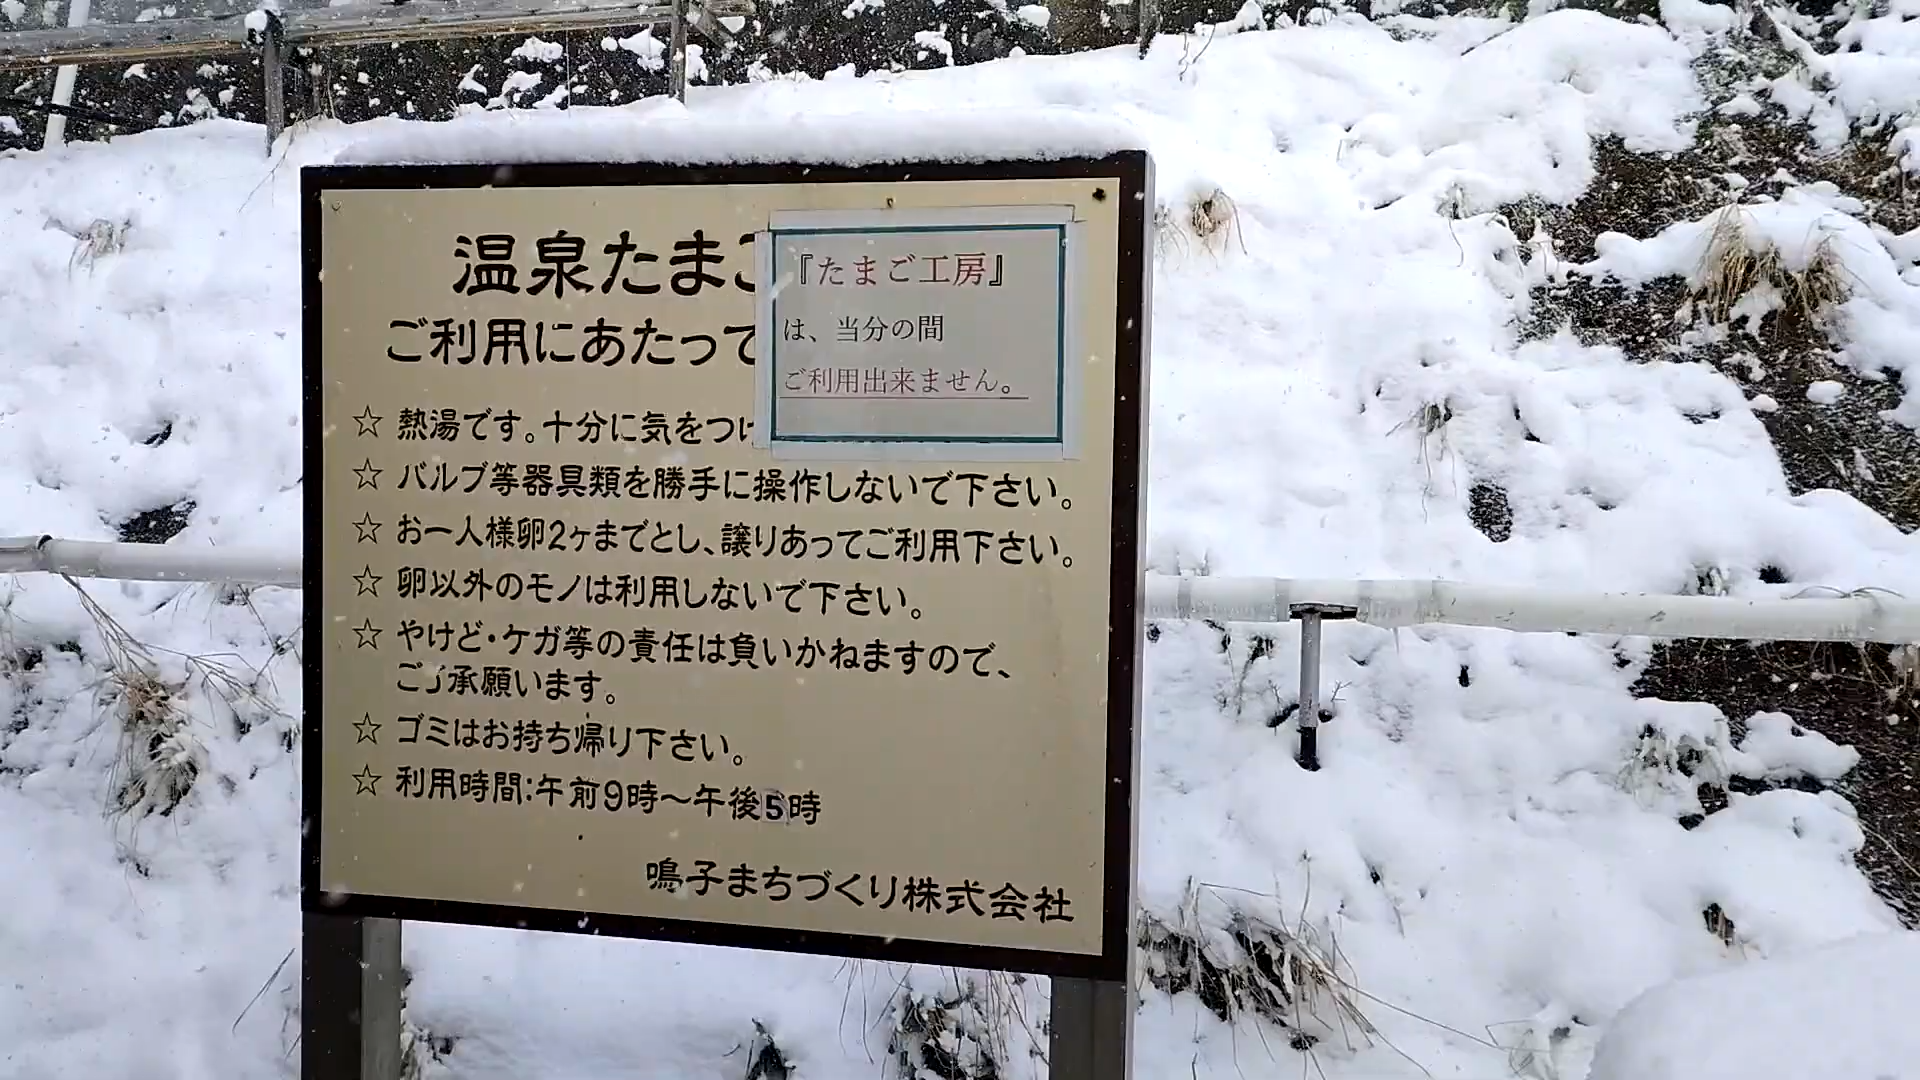 温泉たまご
ご利用にあたって
『たまご工房』
は、当分の間
ご利用出来ません。
☆ 熱湯です。十分に気をつけ
☆ バルブ等器具類を勝手に操作しないで下さい。
☆ お一人様卵2ヶまでとし、譲りあってご利用下さい。
☆ 卵以外のモノは利用しないで下さい。
☆ やけど・ケガ等の責任は負いかねますので、
ご了承願います。
☆ ゴミはお持ち帰り下さい。
☆ 利用時間:午前9時〜午後5時
鳴子まちづくり株式会社